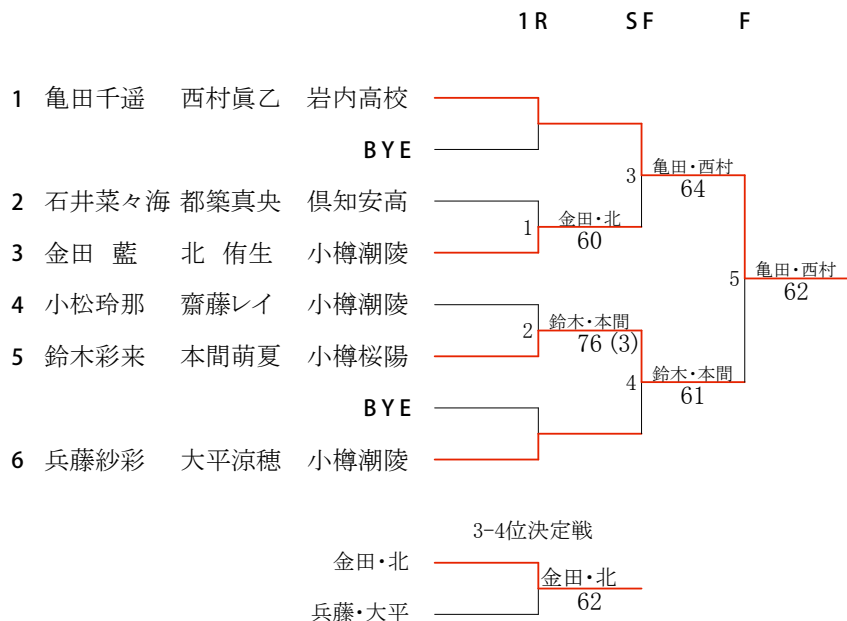 1R SF F
1 亀田千遥 西村眞乙 岩内高校
BYE
3 亀田・西村
64
2 石井菜々海 都築真央 倶知安高
1 金田・北
60
3 金田 藍 北 侑生 小樽潮陵
5 亀田・西村
62
4 小松玲那 齋藤レイ 小樽潮陵
2 鈴木・本間
76 (3)
5 鈴木彩来 本間萌夏 小樽桜陽
4 鈴木・本間
61
BYE
6 兵藤紗彩 大平涼穂 小樽潮陵
3-4位決定戦
金田・北
金田・北
62
兵藤・大平